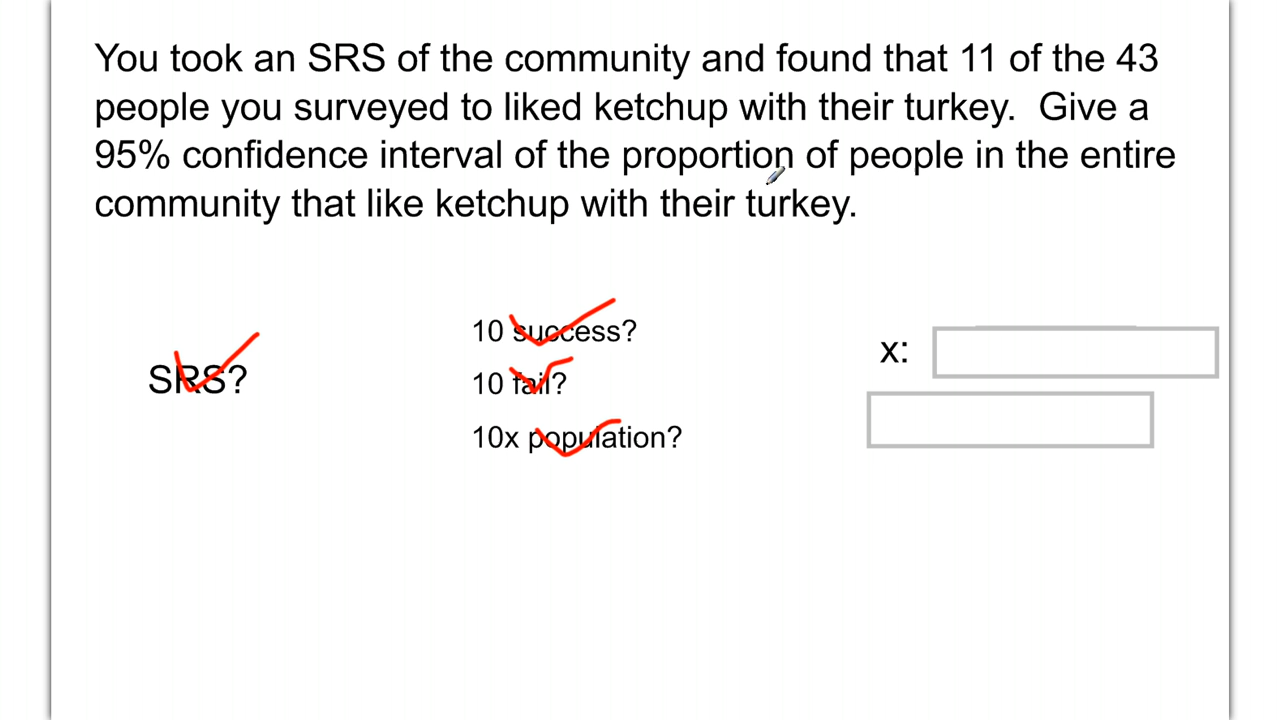 You took an SRS of the community and found that 11 of the 43
people you surveyed to liked ketchup with their turkey. Give a
95% confidence interval of the proportion of people in the entire
community that like ketchup with their turkey.
SRS?
10 success?
10 fail?
10x population?
x: